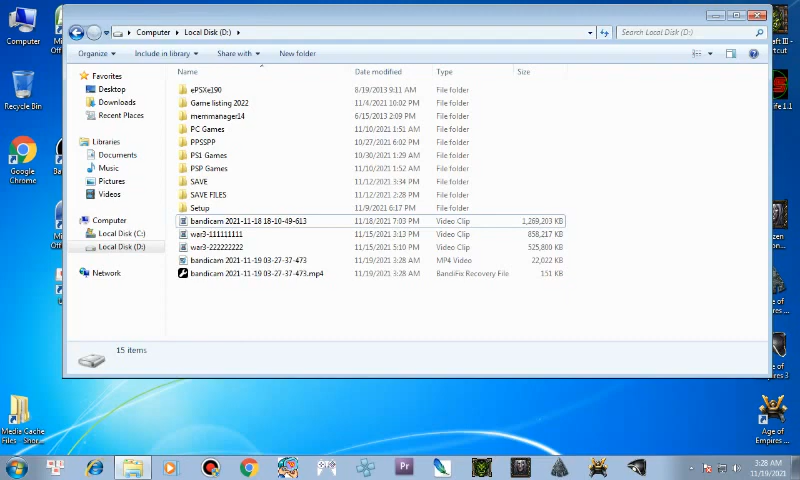 Computer
Recycle Bin
Google
Chrome
Media Cache
Files - Shor...
Computer
Local Disk (D:)
Search Local Disk (D:)
Organize
Include in library
Share with
New folder
Name
Date modified
Type
Size
Favorites
Desktop
Downloads
Recent Places
Libraries
Documents
Music
Pictures
Videos
Computer
Local Disk (C:)
Local Disk (D:)
Network
ePSXe190 8/19/2013 9:11 AM File folder
Game listing 2022 11/4/2021 10:02 PM File folder
memmanager14 6/15/2013 2:09 PM File folder
PC Games 11/10/2021 1:51 AM File folder
PPSSPP 10/27/2021 6:02 PM File folder
PS1 Games 10/30/2021 1:29 AM File folder
PSP Games 11/10/2021 1:52 AM File folder
SAVE 11/12/2021 3:34 PM File folder
SAVE FILES 11/12/2021 2:18 PM File folder
Setup 11/9/2021 6:17 PM File folder
bandicam 2021-11-18 18-10-49-613 11/18/2021 7:03 PM Video Clip 1,269,203 KB
war3-111111111 11/15/2021 3:13 PM Video Clip 858,217 KB
war3-222222222 11/15/2021 5:10 PM Video Clip 525,800 KB
bandicam 2021-11-19 03-27-37-473 11/19/2021 3:28 AM MP4 Video 22,022 KB
bandicam 2021-11-19 03-27-37-473.mp4 11/19/2021 3:28 AM BandiFix Recovery File 151 KB
15 items
Age of
Empires ...
Pr
3:28 AM
11/19/2021